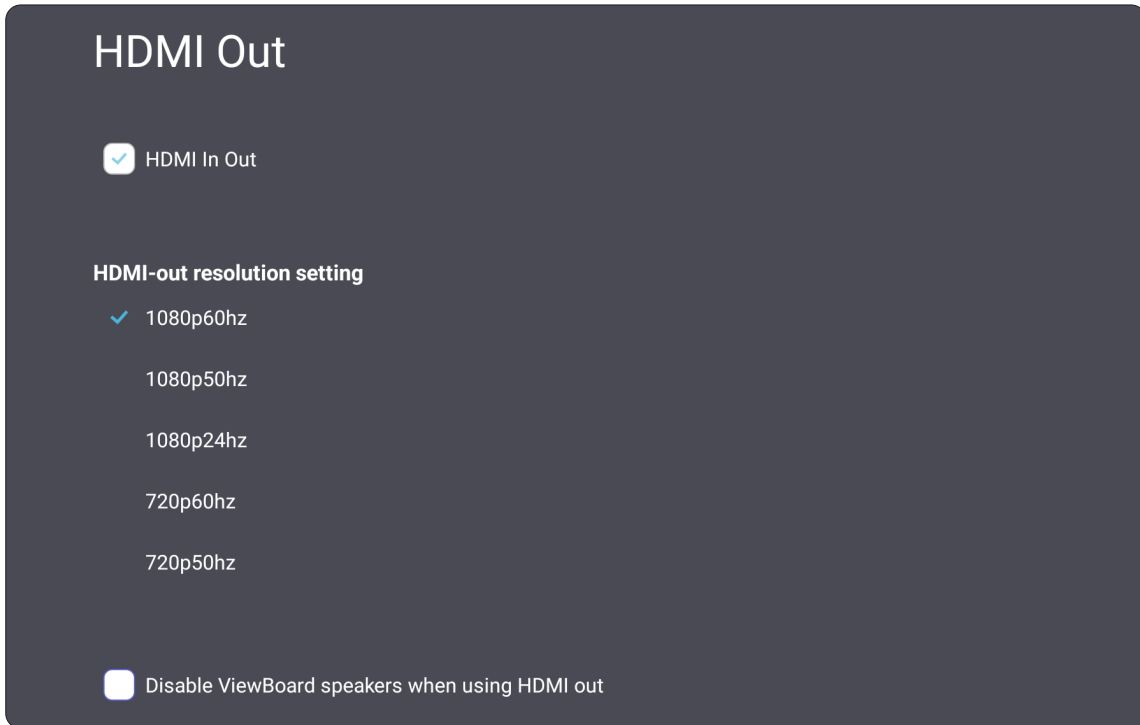 HDMI Out
HDMI In Out
HDMI-out resolution setting
1080p60hz
1080p50hz
1080p24hz
720p60hz
720p50hz
Disable ViewBoard speakers when using HDMI out